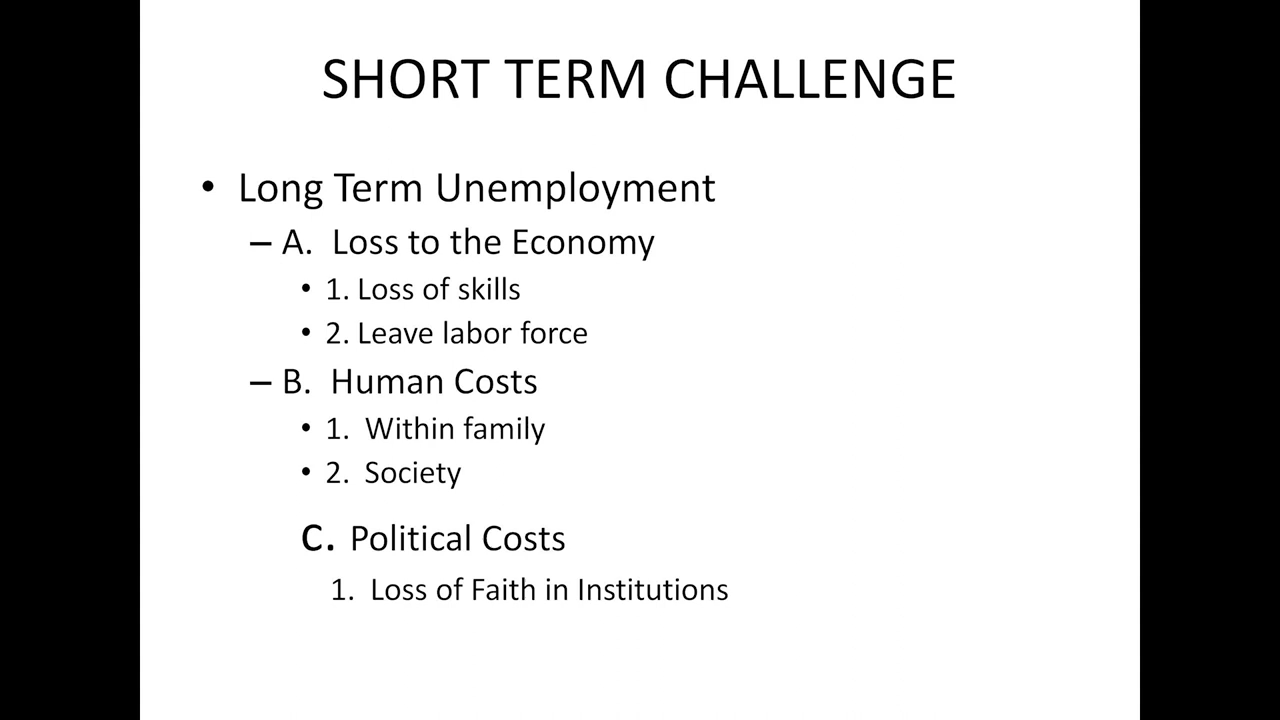 SHORT TERM CHALLENGE
• Long Term Unemployment
– A. Loss to the Economy
• 1. Loss of skills
• 2. Leave labor force
– B. Human Costs
• 1. Within family
• 2. Society
C. Political Costs
1. Loss of Faith in Institutions